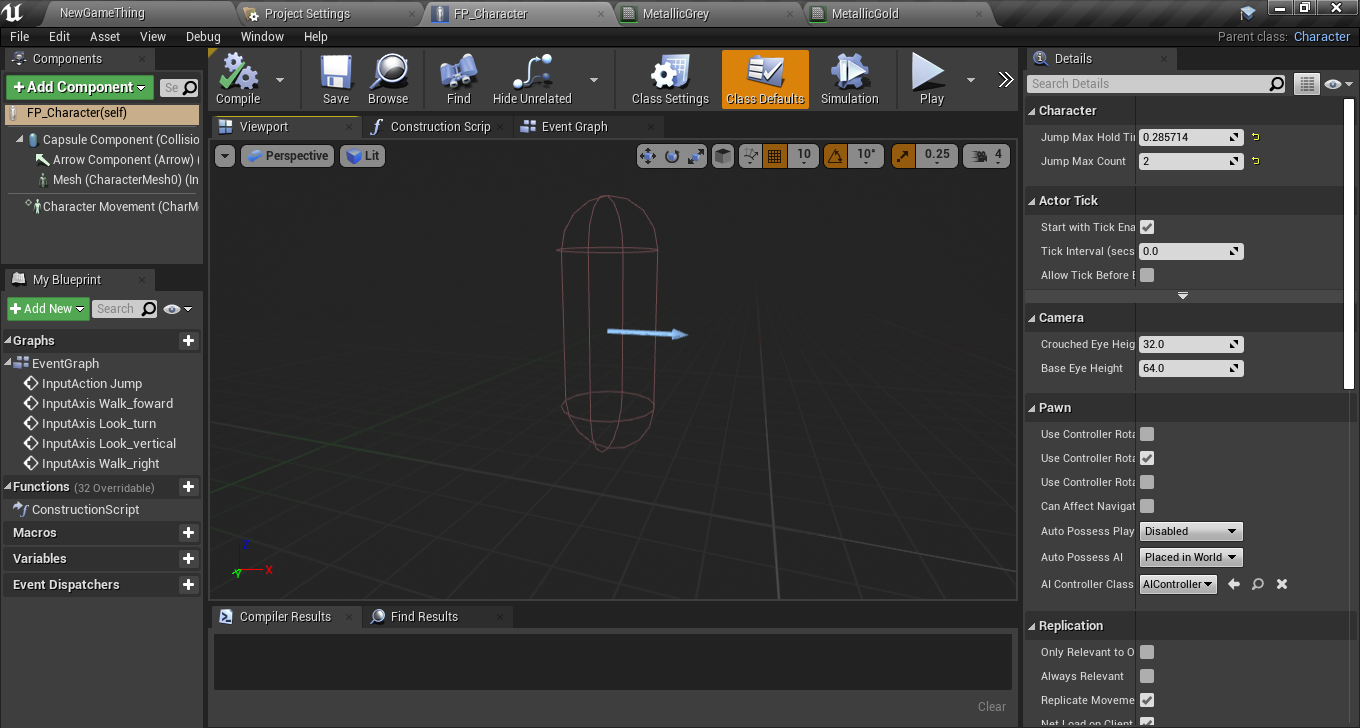 NewGameThing
Project Settings
FP_Character
MetallicGrey
MetallicGold
File Edit Asset View Debug Window Help
Parent class: Character
Components
+Add Component
Se
FP_Character(self)
Capsule Component (Collisio
Arrow Component (Arrow) (
Mesh (CharacterMesh0) (In
Character Movement (CharM
My Blueprint
+Add New
Search
Graphs
EventGraph
InputAction Jump
InputAxis Walk_foward
InputAxis Look_turn
InputAxis Look_vertical
InputAxis Walk_right
Functions (32 Overridable)
ConstructionScript
Macros
Variables
Event Dispatchers
Compile
Save
Browse
Find
Hide Unrelated
Class Settings
Class Defaults
Simulation
Play
Viewport
Construction Scrip
Event Graph
Perspective
Lit
10
10°
0.25
4
Z
X
Y
Compiler Results
Find Results
Clear
Details
Search Details
Character
Jump Max Hold Ti 0.285714
Jump Max Count 2
Actor Tick
Start with Tick Ena
Tick Interval (secs 0.0
Allow Tick Before E
Camera
Crouched Eye Heig 32.0
Base Eye Height 64.0
Pawn
Use Controller Rota
Use Controller Rota
Use Controller Rota
Can Affect Navigat
Auto Possess Play Disabled
Auto Possess AI Placed in World
AI Controller Class AIController
Replication
Only Relevant to O
Always Relevant
Replicate Moveme
Net Load on Client